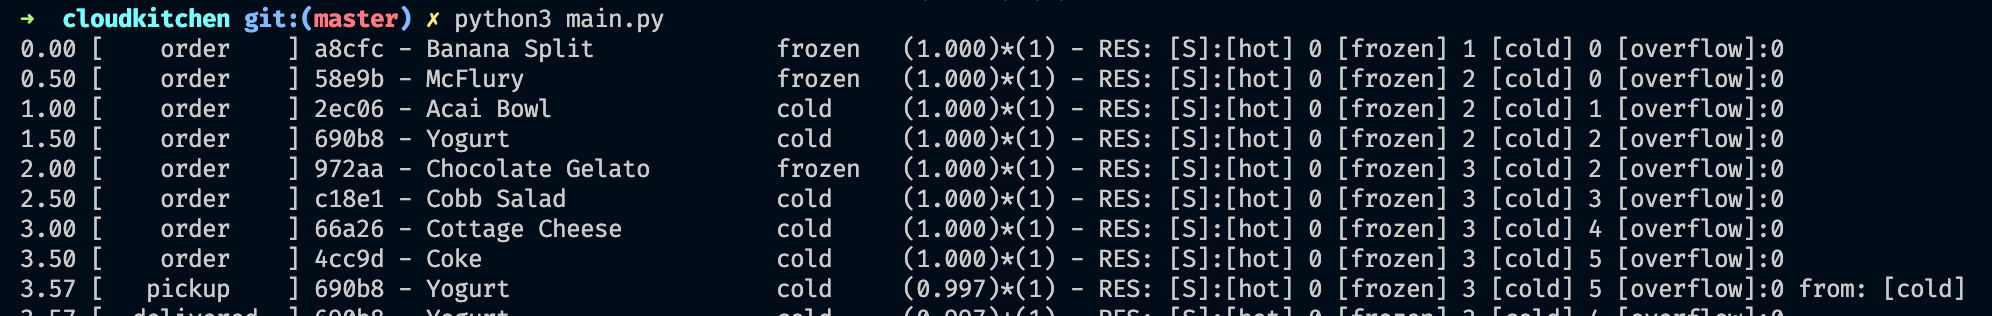 ➜ cloudkitchen git:(master) ✗ python3 main.py
0.00 [ order ] a8cfc – Banana Split frozen (1.000)*(1) – RES: [S]:[hot] 0 [frozen] 1 [cold] 0 [overflow]:0
0.50 [ order ] 58e9b – McFlury frozen (1.000)*(1) – RES: [S]:[hot] 0 [frozen] 2 [cold] 0 [overflow]:0
1.00 [ order ] 2ec06 – Acai Bowl cold (1.000)*(1) – RES: [S]:[hot] 0 [frozen] 2 [cold] 1 [overflow]:0
1.50 [ order ] 690b8 – Yogurt cold (1.000)*(1) – RES: [S]:[hot] 0 [frozen] 2 [cold] 2 [overflow]:0
2.00 [ order ] 972aa – Chocolate Gelato frozen (1.000)*(1) – RES: [S]:[hot] 0 [frozen] 3 [cold] 2 [overflow]:0
2.50 [ order ] c18e1 – Cobb Salad cold (1.000)*(1) – RES: [S]:[hot] 0 [frozen] 3 [cold] 3 [overflow]:0
3.00 [ order ] 66a26 – Cottage Cheese cold (1.000)*(1) – RES: [S]:[hot] 0 [frozen] 3 [cold] 4 [overflow]:0
3.50 [ order ] 4cc9d – Coke cold (1.000)*(1) – RES: [S]:[hot] 0 [frozen] 3 [cold] 5 [overflow]:0
3.57 [ pickup ] 690b8 – Yogurt cold (0.997)*(1) – RES: [S]:[hot] 0 [frozen] 3 [cold] 5 [overflow]:0 from: [cold]